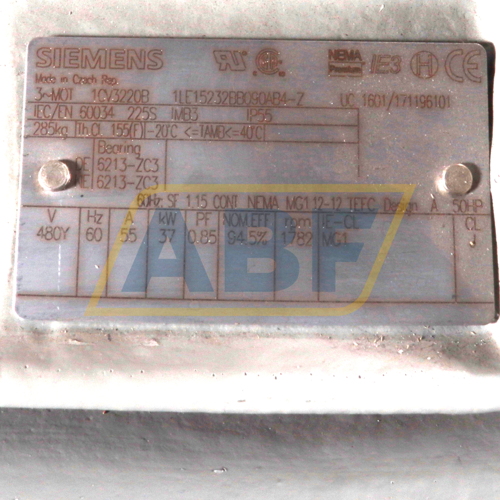 SIEMENS
NEMA Premium IE3 H CE
Made in Czech Rep.
3~MOT 1CV3220B 1LE15232BB090AB4-Z UC 1601/171196101
IEC/EN 60034 225S IMB3 IP55
285kg Th.Cl. 155(F) -20°C <=TAMB<= 40°C
Bearing
DE 6213-ZC3
NE 6213-ZC3
60Hz SF 1.15 CONT NEMA MG1 12-12 TEFC Design A 50HP
V Hz A kW PF NOM.EFF rpm IE-CL CL
480Y 60 55 37 0.85 94.5% 1782 MG1 H
ABF